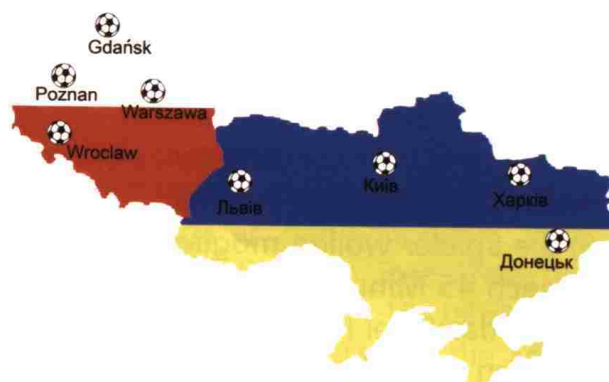 Gdańsk
Poznan
Warszawa
Wroclaw
Львів
Київ
Харків
Донецьк